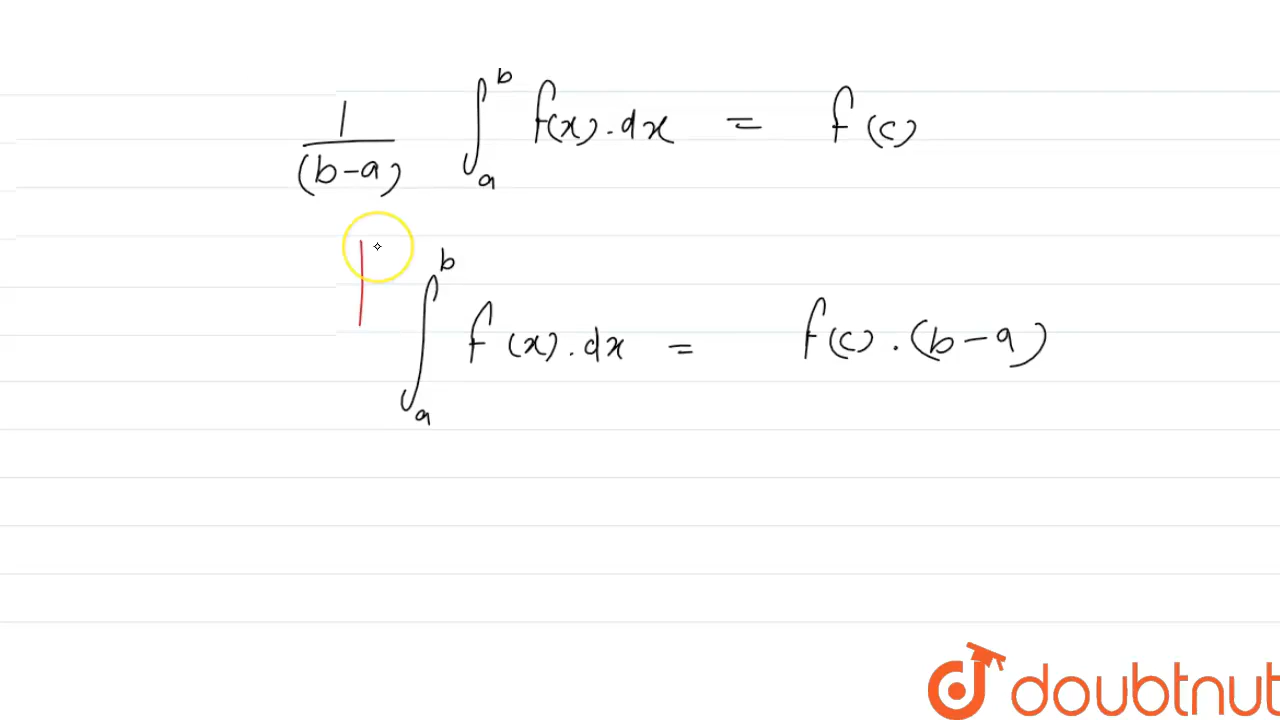 1/(b-a) ∫_a^b f(x).dx = f(c)
∫_a^b f(x).dx = f(c).(b-a)
doubtnut